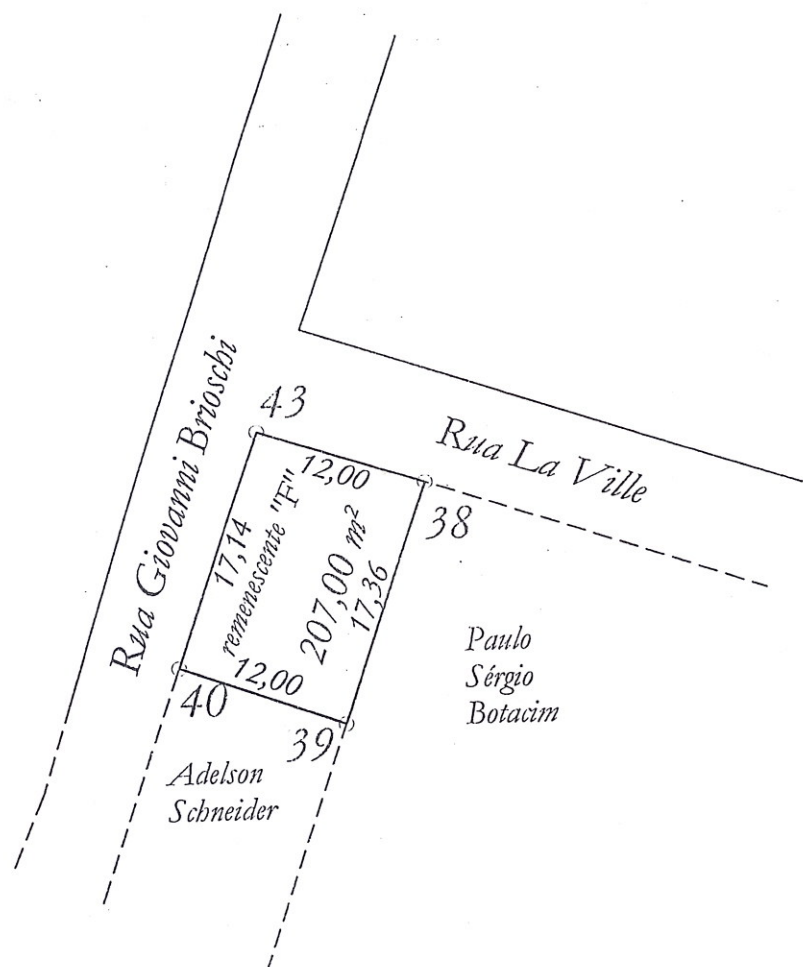 Rua Giovanni Brioschi
43
Rua La Ville
12,00
38
17,14
remenescente "F"
207,00 m²
17,36
12,00
40
39
Paulo
Sérgio
Botacim
Adelson
Schneider